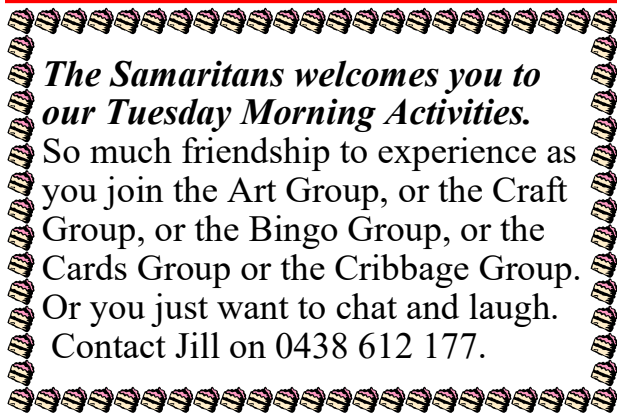 The Samaritans welcomes you to
our Tuesday Morning Activities.
So much friendship to experience as
you join the Art Group, or the Craft
Group, or the Bingo Group, or the
Cards Group or the Cribbage Group.
Or you just want to chat and laugh.
Contact Jill on 0438 612 177.